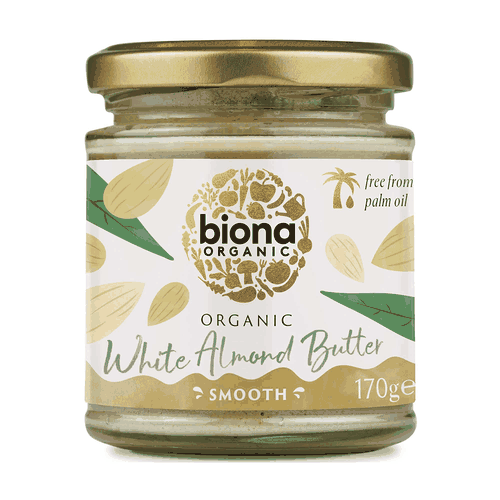 free from
palm oil
biona
ORGANIC
ORGANIC
White Almond Butter
SMOOTH
170g℮